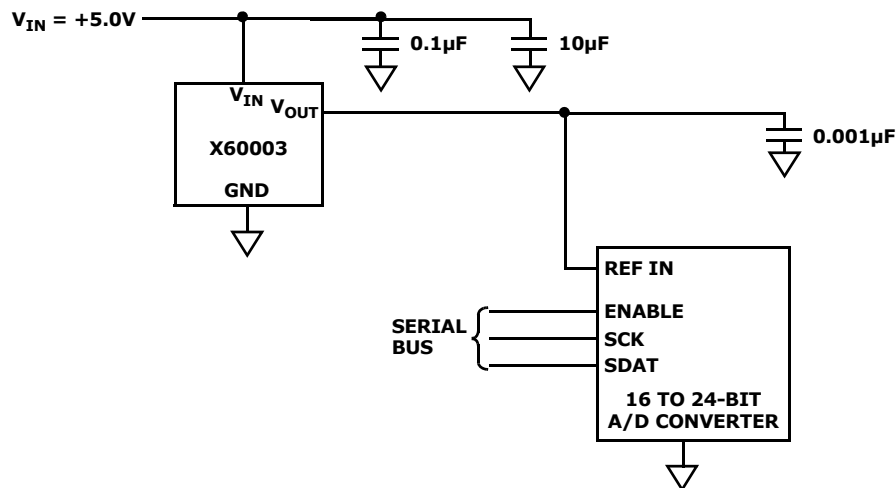 V_IN = +5.0V
0.1µF
10µF
V_IN
V_OUT
X60003
GND
0.001µF
REF IN
ENABLE
SCK
SDAT
SERIAL
BUS
16 TO 24-BIT
A/D CONVERTER